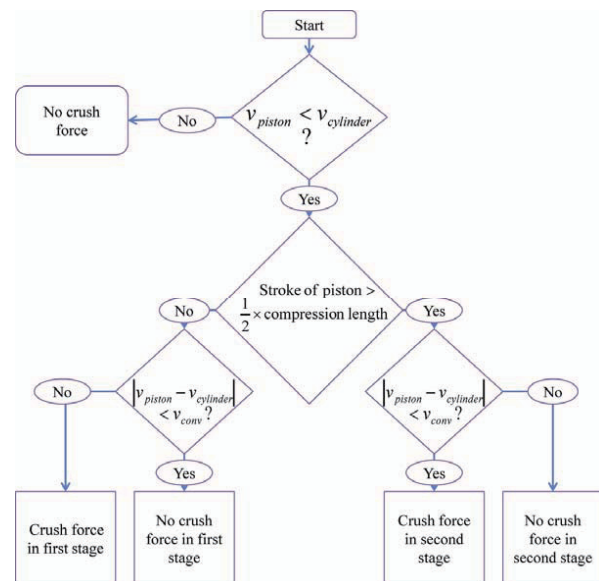 Start
v_piston < v_cylinder
?
No
No crush
force
Yes
Stroke of piston >
1/2 × compression length
No
Yes
No
|v_piston − v_cylinder|
< v_conv ?
|v_piston − v_cylinder|
< v_conv ?
No
Yes
Yes
Crush force
in first stage
No crush
force in first
stage
Crush force
in second
stage
No crush
force in
second stage